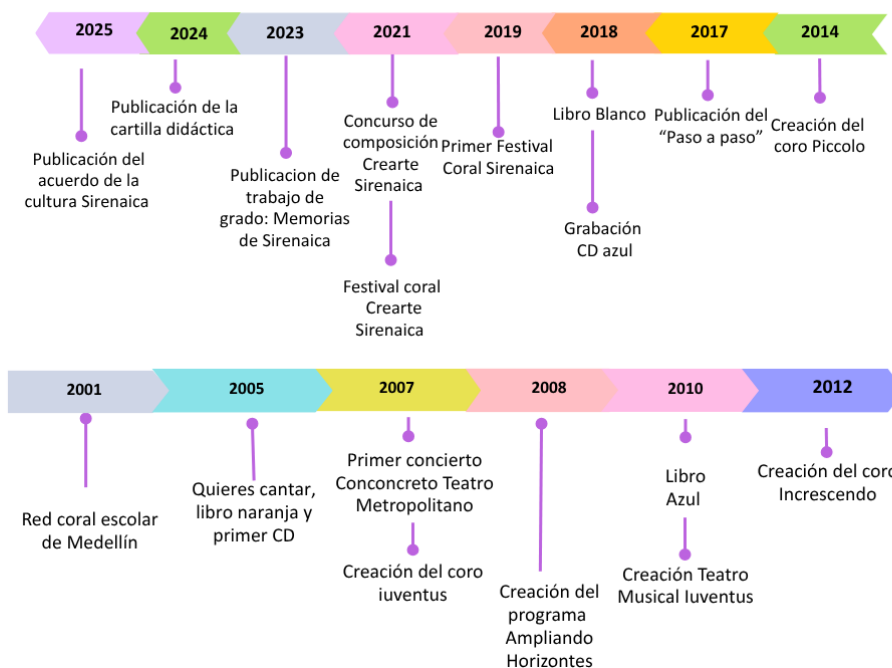 2025
2024
2023
2021
2019
2018
2017
2014
Publicación del
acuerdo de la
cultura Sirenaica
Publicación de la
cartilla didáctica
Publicacion de
trabajo de
grado: Memorias
de Sirenaica
Concurso de
composición
Crearte
Sirenaica
Festival coral
Crearte
Sirenaica
Primer Festival
Coral Sirenaica
Libro Blanco
Grabación
CD azul
Publicación del
“Paso a paso”
Creación del
coro Piccolo
2001
2005
2007
2008
2010
2012
Red coral escolar
de Medellín
Quieres cantar,
libro naranja y
primer CD
Primer concierto
Conconcreto Teatro
Metropolitano
Creación del coro
iuventus
Creación del
programa
Ampliando
Horizontes
Libro
Azul
Creación Teatro
Musical Iuventus
Creación del coro
Increscendo